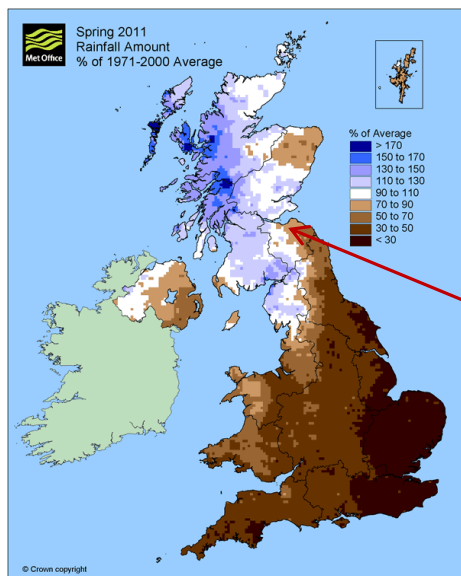 Met Office
Spring 2011
Rainfall Amount
% of 1971-2000 Average
% of Average
> 170
150 to 170
130 to 150
110 to 130
90 to 110
70 to 90
50 to 70
30 to 50
< 30
© Crown copyright